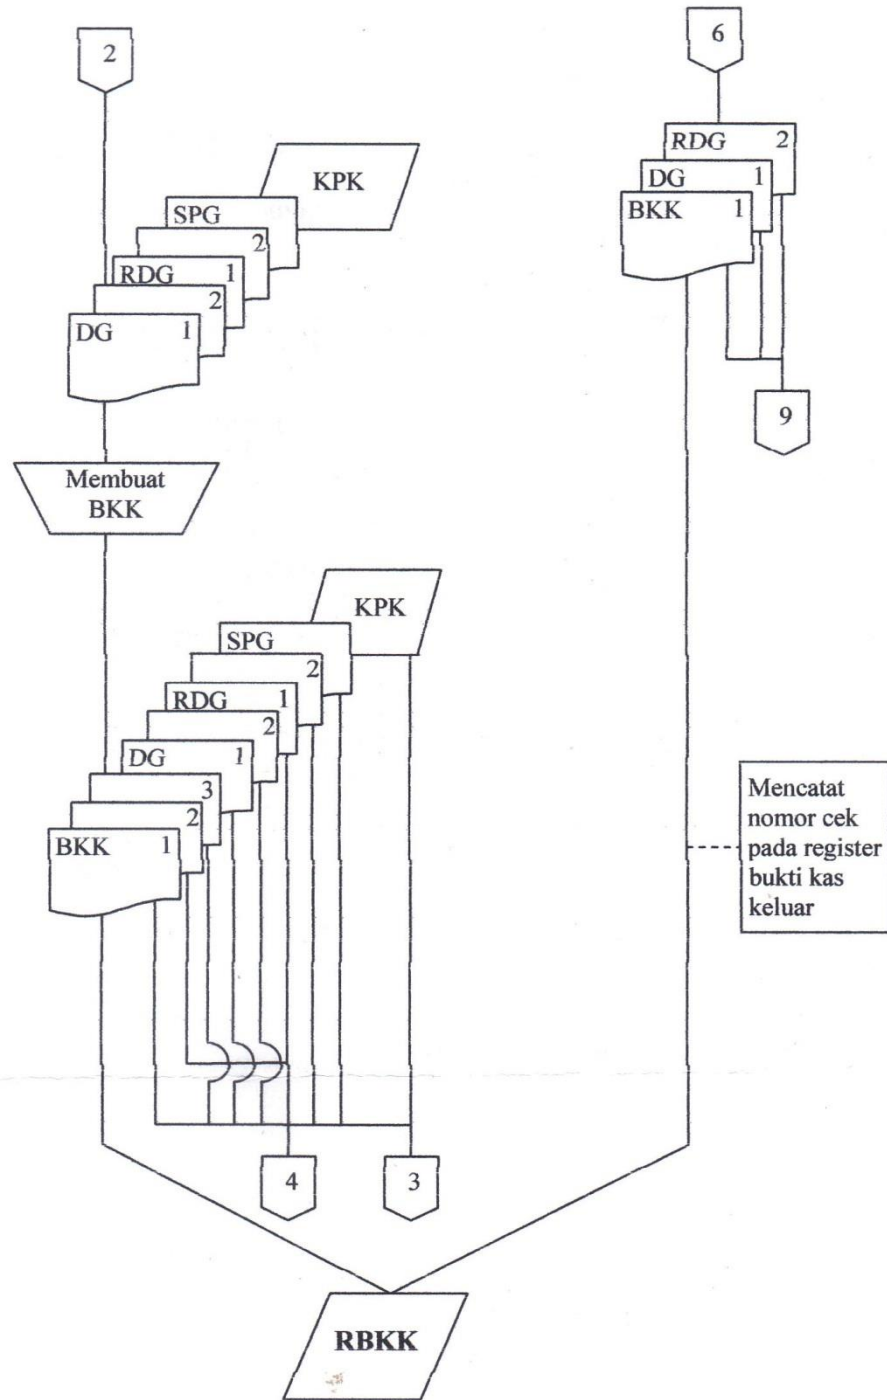 2
KPK
SPG
2
RDG 1
2
DG 1
Membuat
BKK
KPK
SPG
2
RDG 1
2
DG 1
3
2
BKK 1
4
3
6
RDG 2
DG 1
BKK 1
9
Mencatat
nomor cek
pada register
bukti kas
keluar
RBKK